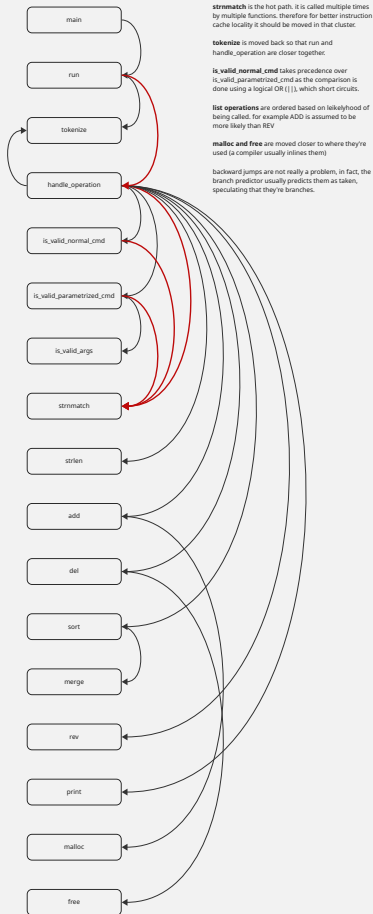 main
run
tokenize
handle_operation
is_valid_normal_cmd
is_valid_parametrized_cmd
is_valid_args
strnmatch
strlen
add
del
sort
merge
rev
print
malloc
free
strnmatch is the hot path. it is called multiple times
by multiple functions. therefore for better instruction
cache locality it should be moved in that cluster.
tokenize is moved back so that run and
handle_operation are closer together.
is_valid_normal_cmd takes precedence over
is_valid_parametrized_cmd as the comparison is
done using a logical OR (||), which short circuits.
list operations are ordered based on leikelyhood of
being called. for example ADD is assumed to be
more likely than REV
malloc and free are moved closer to where they're
used (a compiler usually inlines them)
backward jumps are not really a problem, in fact, the
branch predictor usually predicts them as taken,
speculating that they're branches.